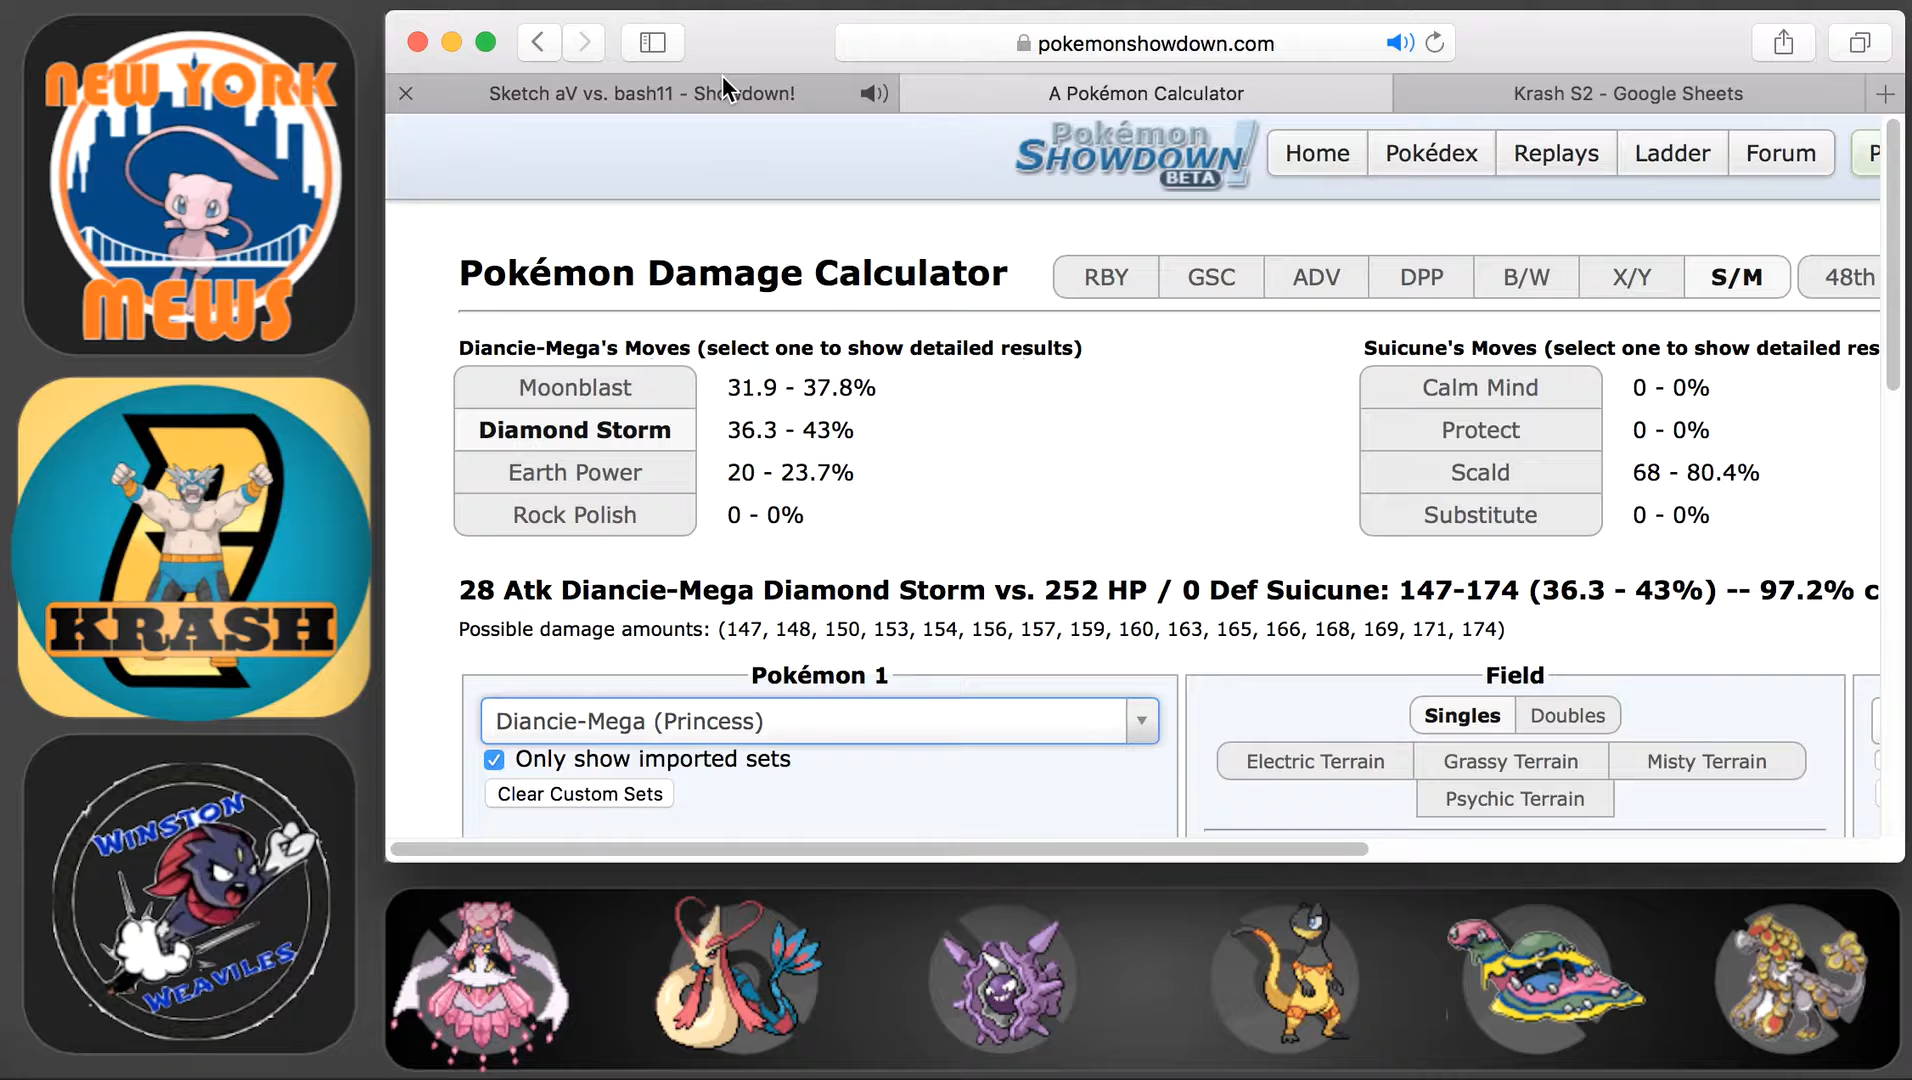 NEW YORK
MEWS
KRASH
WINSTON
WEAVILES
pokemonshowdown.com
Sketch aV vs. bash11 - Showdown!
A Pokémon Calculator
Krash S2 - Google Sheets
Pokémon
SHOWDOWN!
BETA
Home
Pokédex
Replays
Ladder
Forum
P
Pokémon Damage Calculator
RBY
GSC
ADV
DPP
B/W
X/Y
S/M
48th
Diancie-Mega's Moves (select one to show detailed results)
Moonblast 31.9 - 37.8%
Diamond Storm 36.3 - 43%
Earth Power 20 - 23.7%
Rock Polish 0 - 0%
Suicune's Moves (select one to show detailed res
Calm Mind 0 - 0%
Protect 0 - 0%
Scald 68 - 80.4%
Substitute 0 - 0%
28 Atk Diancie-Mega Diamond Storm vs. 252 HP / 0 Def Suicune: 147-174 (36.3 - 43%) -- 97.2% c
Possible damage amounts: (147, 148, 150, 153, 154, 156, 157, 159, 160, 163, 165, 166, 168, 169, 171, 174)
Pokémon 1
Diancie-Mega (Princess)
Only show imported sets
Clear Custom Sets
Field
Singles
Doubles
Electric Terrain
Grassy Terrain
Misty Terrain
Psychic Terrain